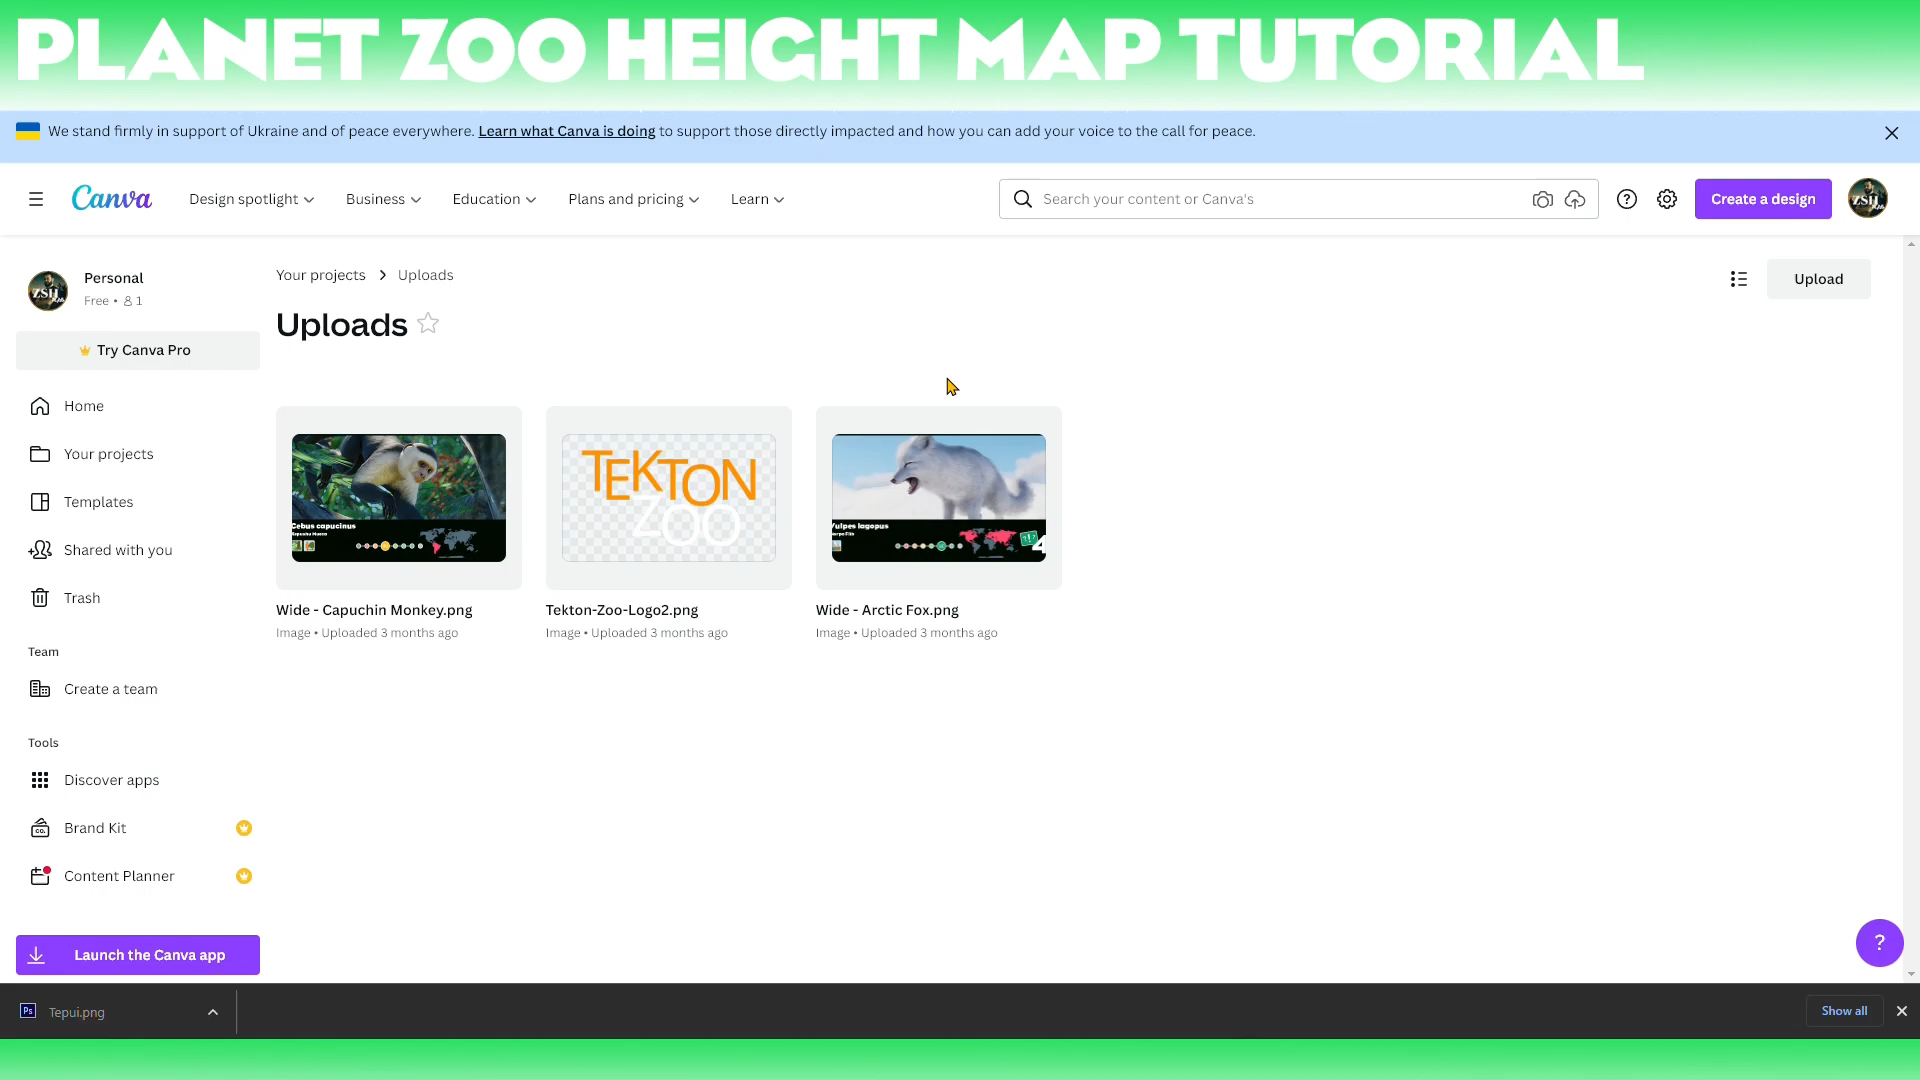 PLANET ZOO HEIGHT MAP TUTORIAL
We stand firmly in support of Ukraine and of peace everywhere. Learn what Canva is doing to support those directly impacted and how you can add your voice to the call for peace.
Canva
Design spotlight
Business
Education
Plans and pricing
Learn
Search your content or Canva's
Create a design
ZSH
ZSH
Personal
Free • 1
Try Canva Pro
Home
Your projects
Templates
Shared with you
Trash
Team
Create a team
Tools
Discover apps
Brand Kit
Content Planner
Launch the Canva app
Your projects > Uploads
Upload
Uploads
Cebus capucinus
TEKTON
ZOO
Vulpes lagopus
4
Wide - Capuchin Monkey.png
Image • Uploaded 3 months ago
Tekton-Zoo-Logo2.png
Image • Uploaded 3 months ago
Wide - Arctic Fox.png
Image • Uploaded 3 months ago
?
Ps
Tepui.png
Show all